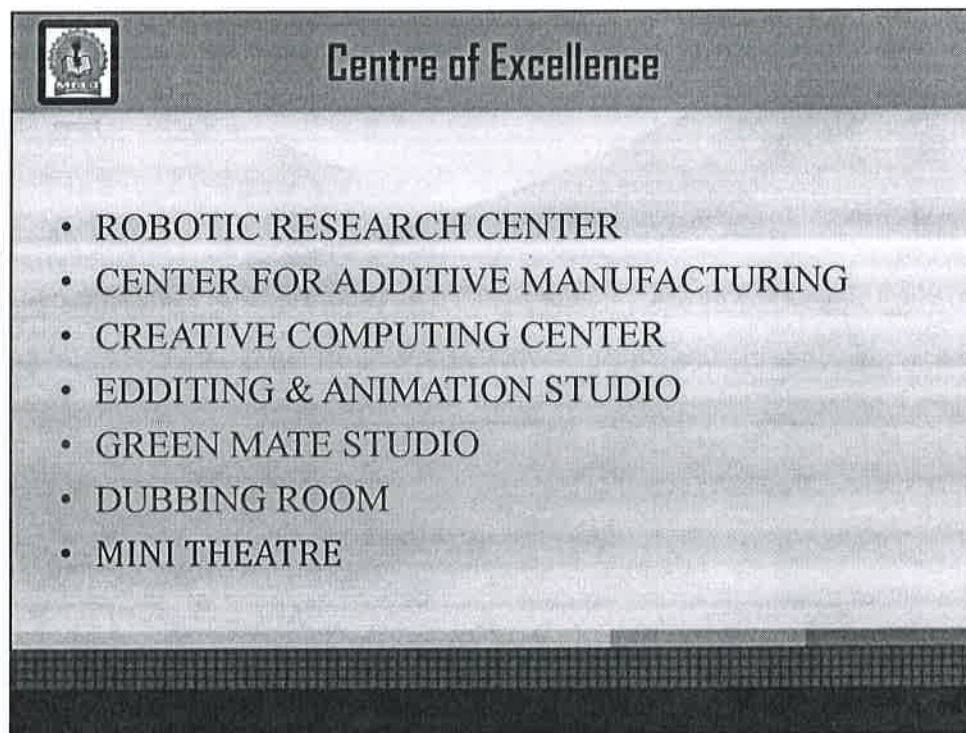 Centre of Excellence
• ROBOTIC RESEARCH CENTER
• CENTER FOR ADDITIVE MANUFACTURING
• CREATIVE COMPUTING CENTER
• EDDITING & ANIMATION STUDIO
• GREEN MATE STUDIO
• DUBBING ROOM
• MINI THEATRE